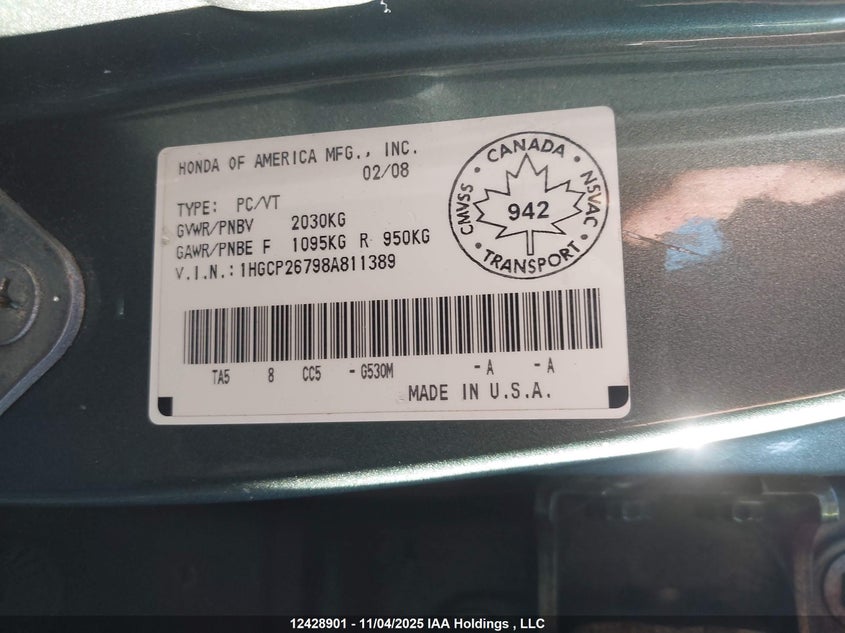 HONDA OF AMERICA MFG., INC.
02/08
TYPE: PC/VT
GVWR/PNBV 2030KG
GAWR/PNBE F 1095KG R 950KG
V.I.N.:1HGCP26798A811389
CANADA
CMVSS
NSVAC
942
TRANSPORT
TA5 8 CC5 -G530M -A -A
MADE IN U.S.A.
12428901 - 11/04/2025 IAA Holdings , LLC